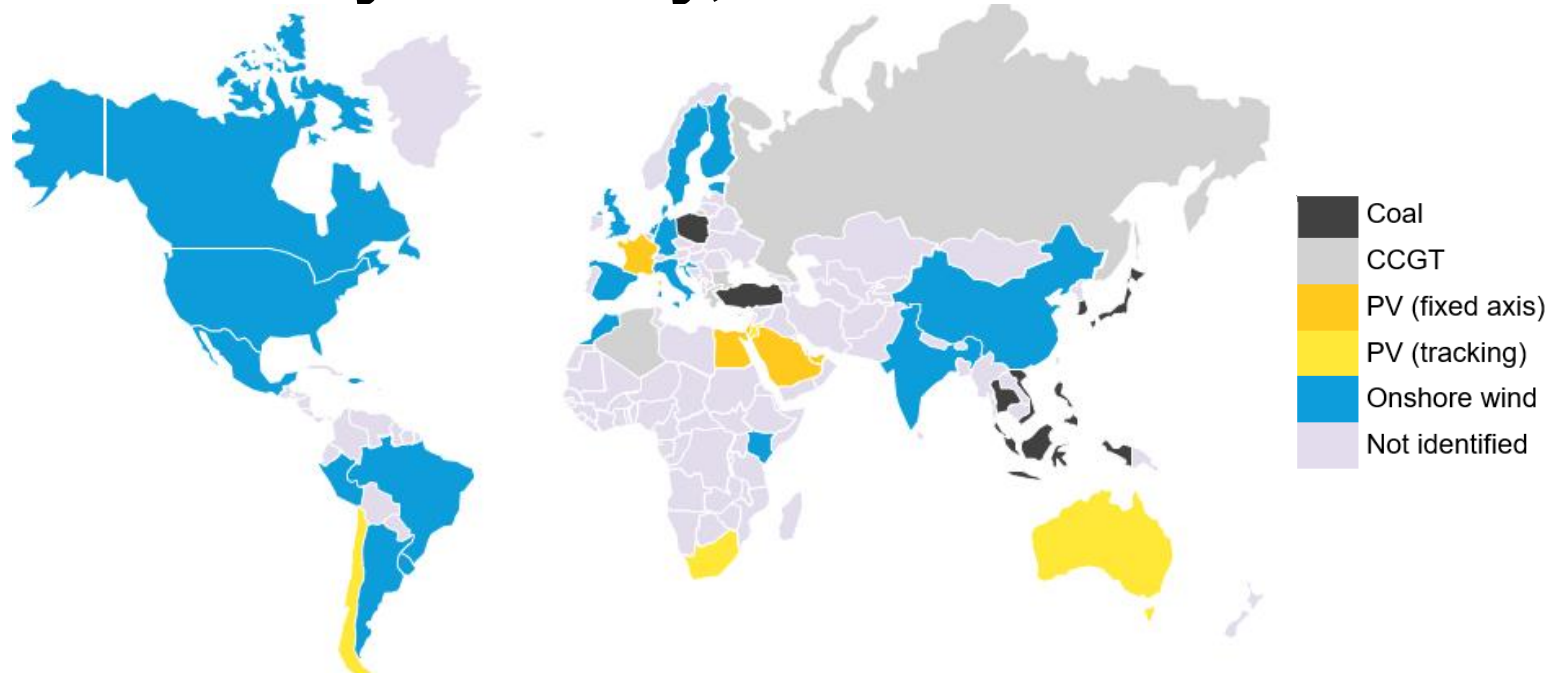 Coal
CCGT
PV (fixed axis)
PV (tracking)
Onshore wind
Not identified